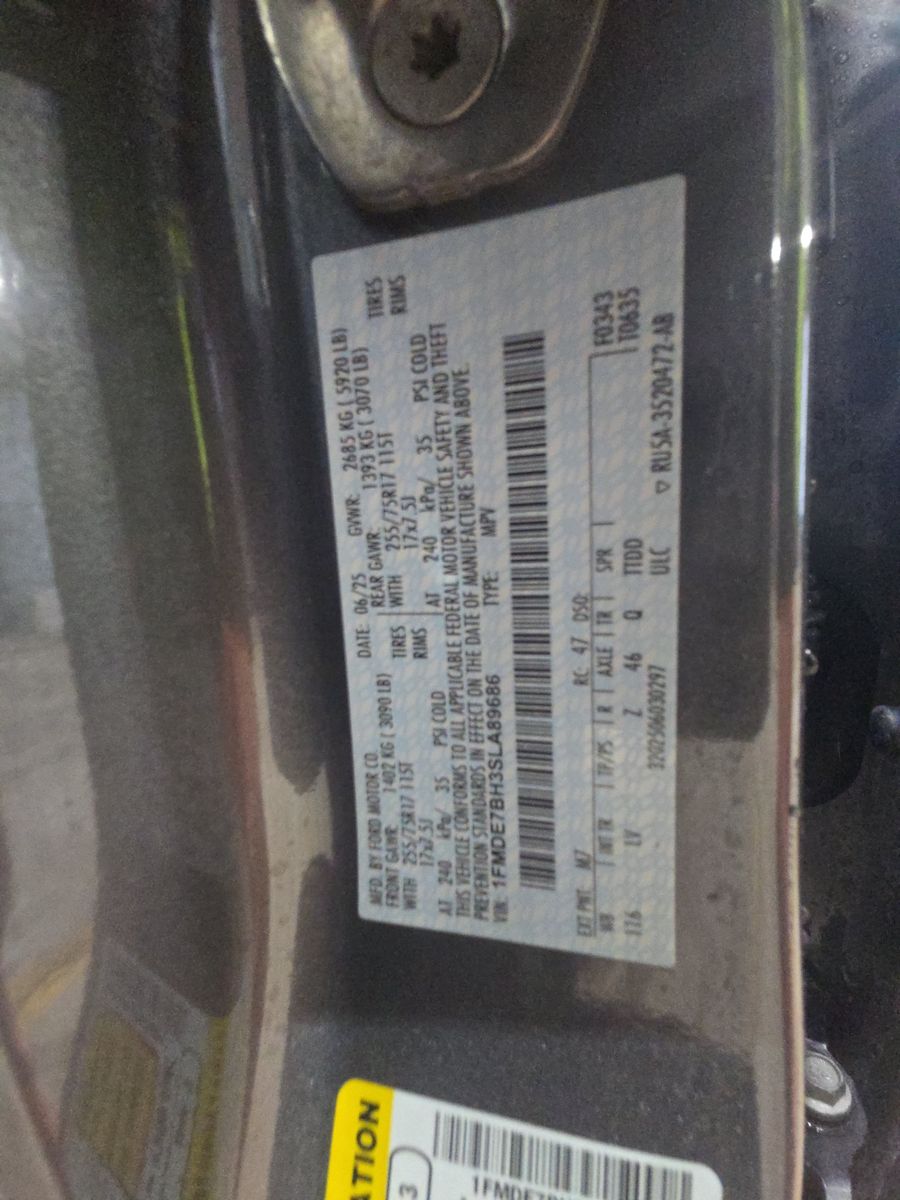 MFD. BY FORD MOTOR CO.
DATE: 06/25 GVWR: 2685 KG ( 5920 LB)
FRONT GAWR: 1402 KG ( 3090 LB) REAR GAWR: 1393 KG ( 3070 LB)
WITH 255/75R17 115T TIRES WITH 255/75R17 115T TIRES
17x7.5J RIMS 17x7.5J RIMS
AT 240 kPa/ 35 PSI COLD AT 240 kPa/ 35 PSI COLD
THIS VEHICLE CONFORMS TO ALL APPLICABLE FEDERAL MOTOR VEHICLE SAFETY AND THEFT
PREVENTION STANDARDS IN EFFECT ON THE DATE OF MANUFACTURE SHOWN ABOVE.
VIN: 1FMDE7BH3SLA89686 TYPE: MPV
EXT PNT: M7 RC: 47 DSO: F0343
WB INT TR TP/PS R AXLE TR SPR T0635
116 LV Z 46 Q TTDD
3202506030297 ULC ▽ RU5A-3520472-AB
ATION
3